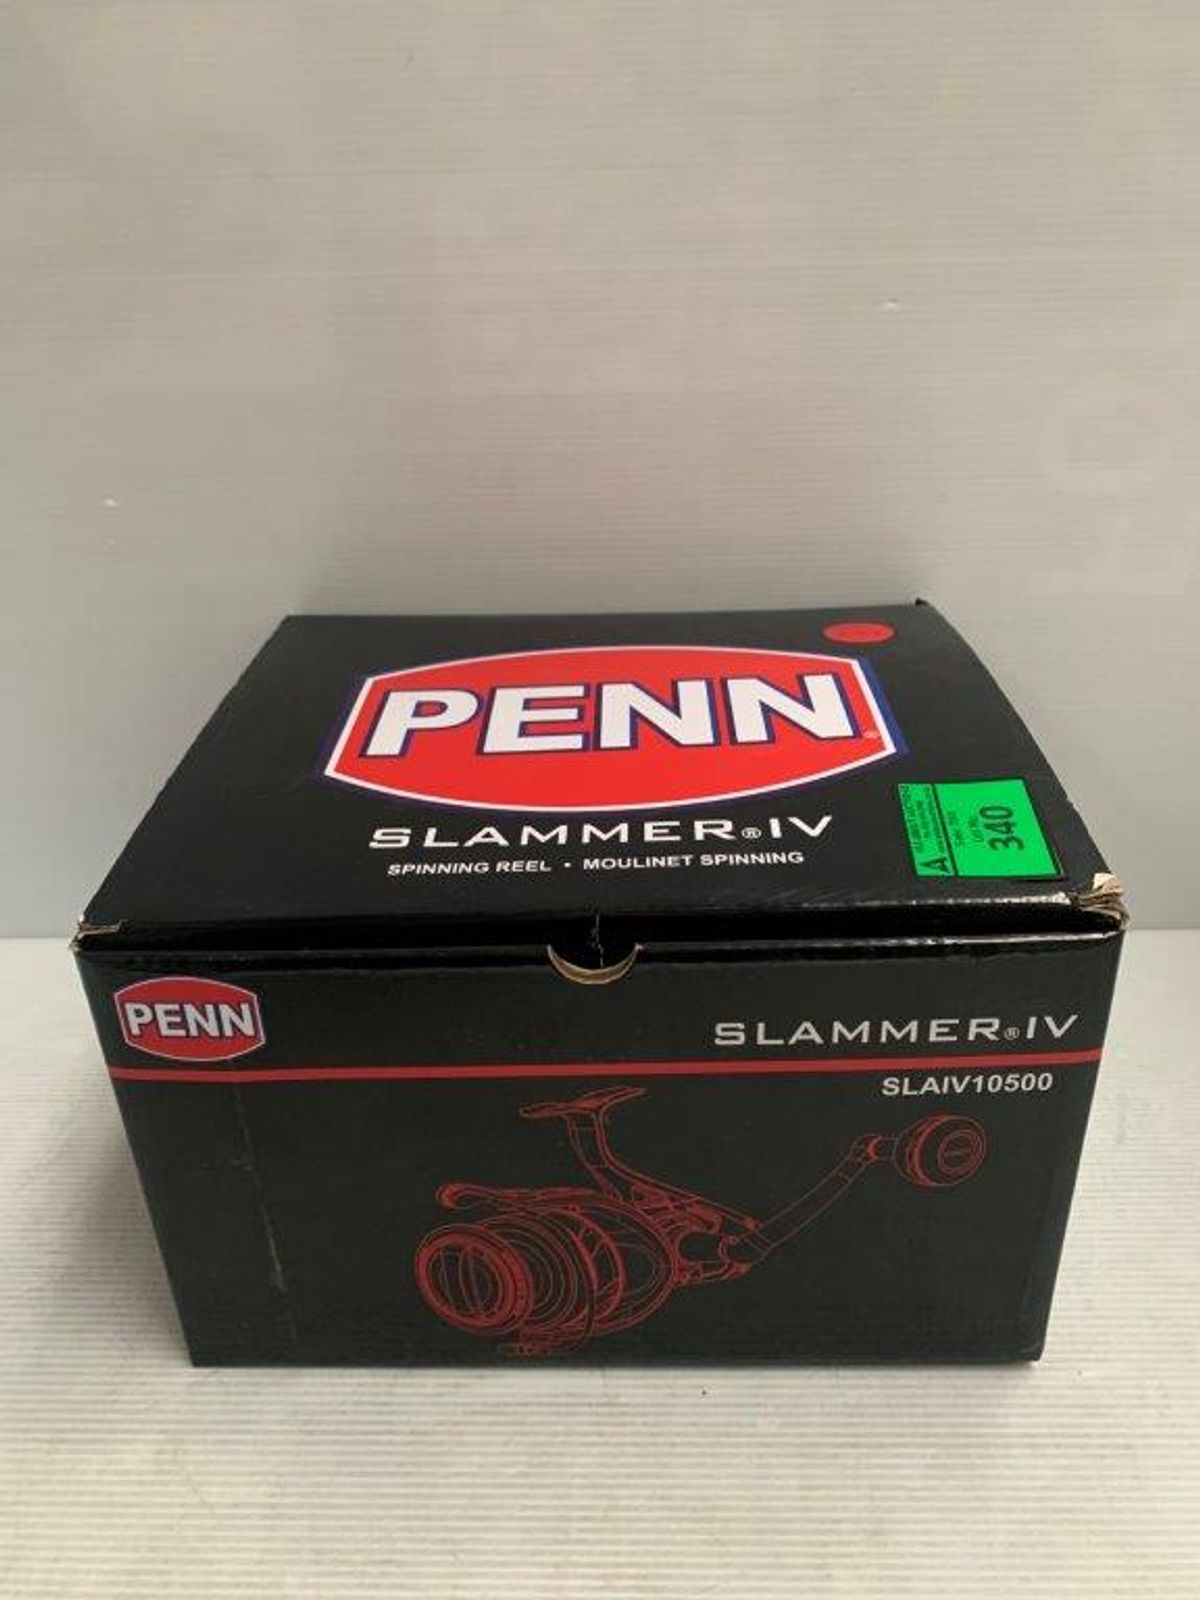 PENN®
SLAMMER®IV
SPINNING REEL • MOULINET SPINNING
A
340
PENN
SLAMMER®IV
SLAIV10500